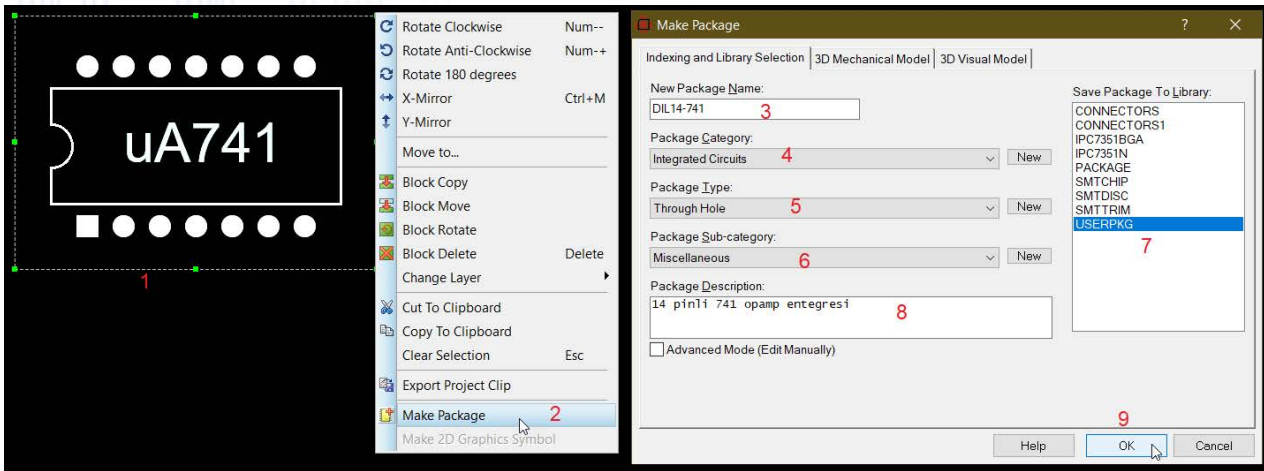 uA741
1
Rotate Clockwise Num--
Rotate Anti-Clockwise Num-+
Rotate 180 degrees
X-Mirror Ctrl+M
Y-Mirror
Move to...
Block Copy
Block Move
Block Rotate
Block Delete Delete
Change Layer
Cut To Clipboard
Copy To Clipboard
Clear Selection Esc
Export Project Clip
Make Package 2
Make 2D Graphics Symbol
Make Package ? ×
Indexing and Library Selection 3D Mechanical Model 3D Visual Model
New Package Name:
DIL14-741 3
Package Category:
Integrated Circuits 4 New
Package Type:
Through Hole 5 New
Package Sub-category:
Miscellaneous 6 New
Package Description:
14 pinli 741 opamp entegresi 8
Advanced Mode (Edit Manually)
Save Package To Library:
CONNECTORS
CONNECTORS1
IPC7351BGA
IPC7351N
PACKAGE
SMTCHIP
SMTDISC
SMTTRIM
USERPKG
7
9
Help OK Cancel